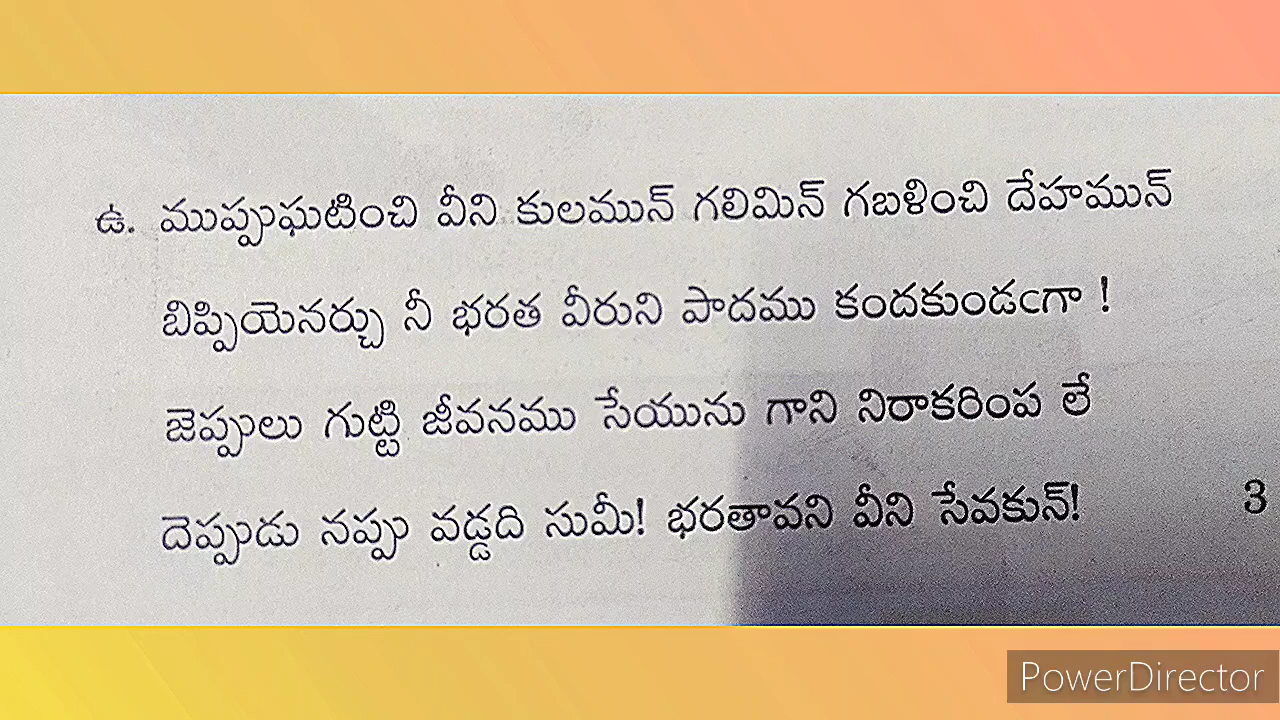 ఉ. ముప్పుఘటించి వీని కులమున్ గలిమిన్ గబళించి దేహమున్
బిప్పియెనర్చు నీ భరత వీరుని పాదము కందకుండఁగా !
జెప్పులు గుట్టి జీవనము సేయును గాని నిరాకరింప లే
దెప్పుడు నప్పు వడ్డది సుమీ! భరతావని వీని సేవకున్! 3
PowerDirector